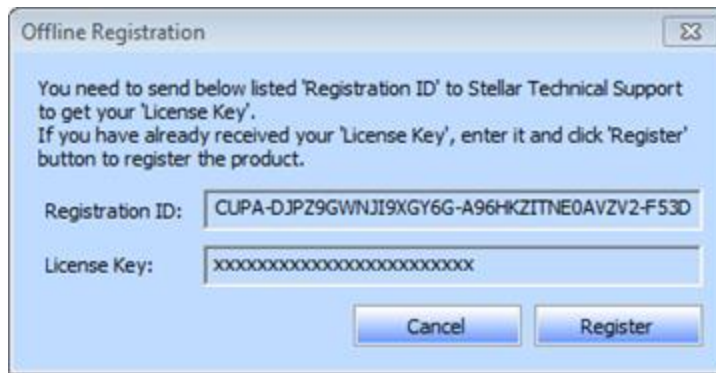 Offline Registration
You need to send below listed 'Registration ID' to Stellar Technical Support
to get your 'License Key'.
If you have already received your 'License Key', enter it and click 'Register'
button to register the product.
Registration ID: CUPA-DJPZ9GWNJI9XGY6G-A96HKZITNE0AVZV2-F53D
License Key: xxxxxxxxxxxxxxxxxxxxxxxx
Cancel Register